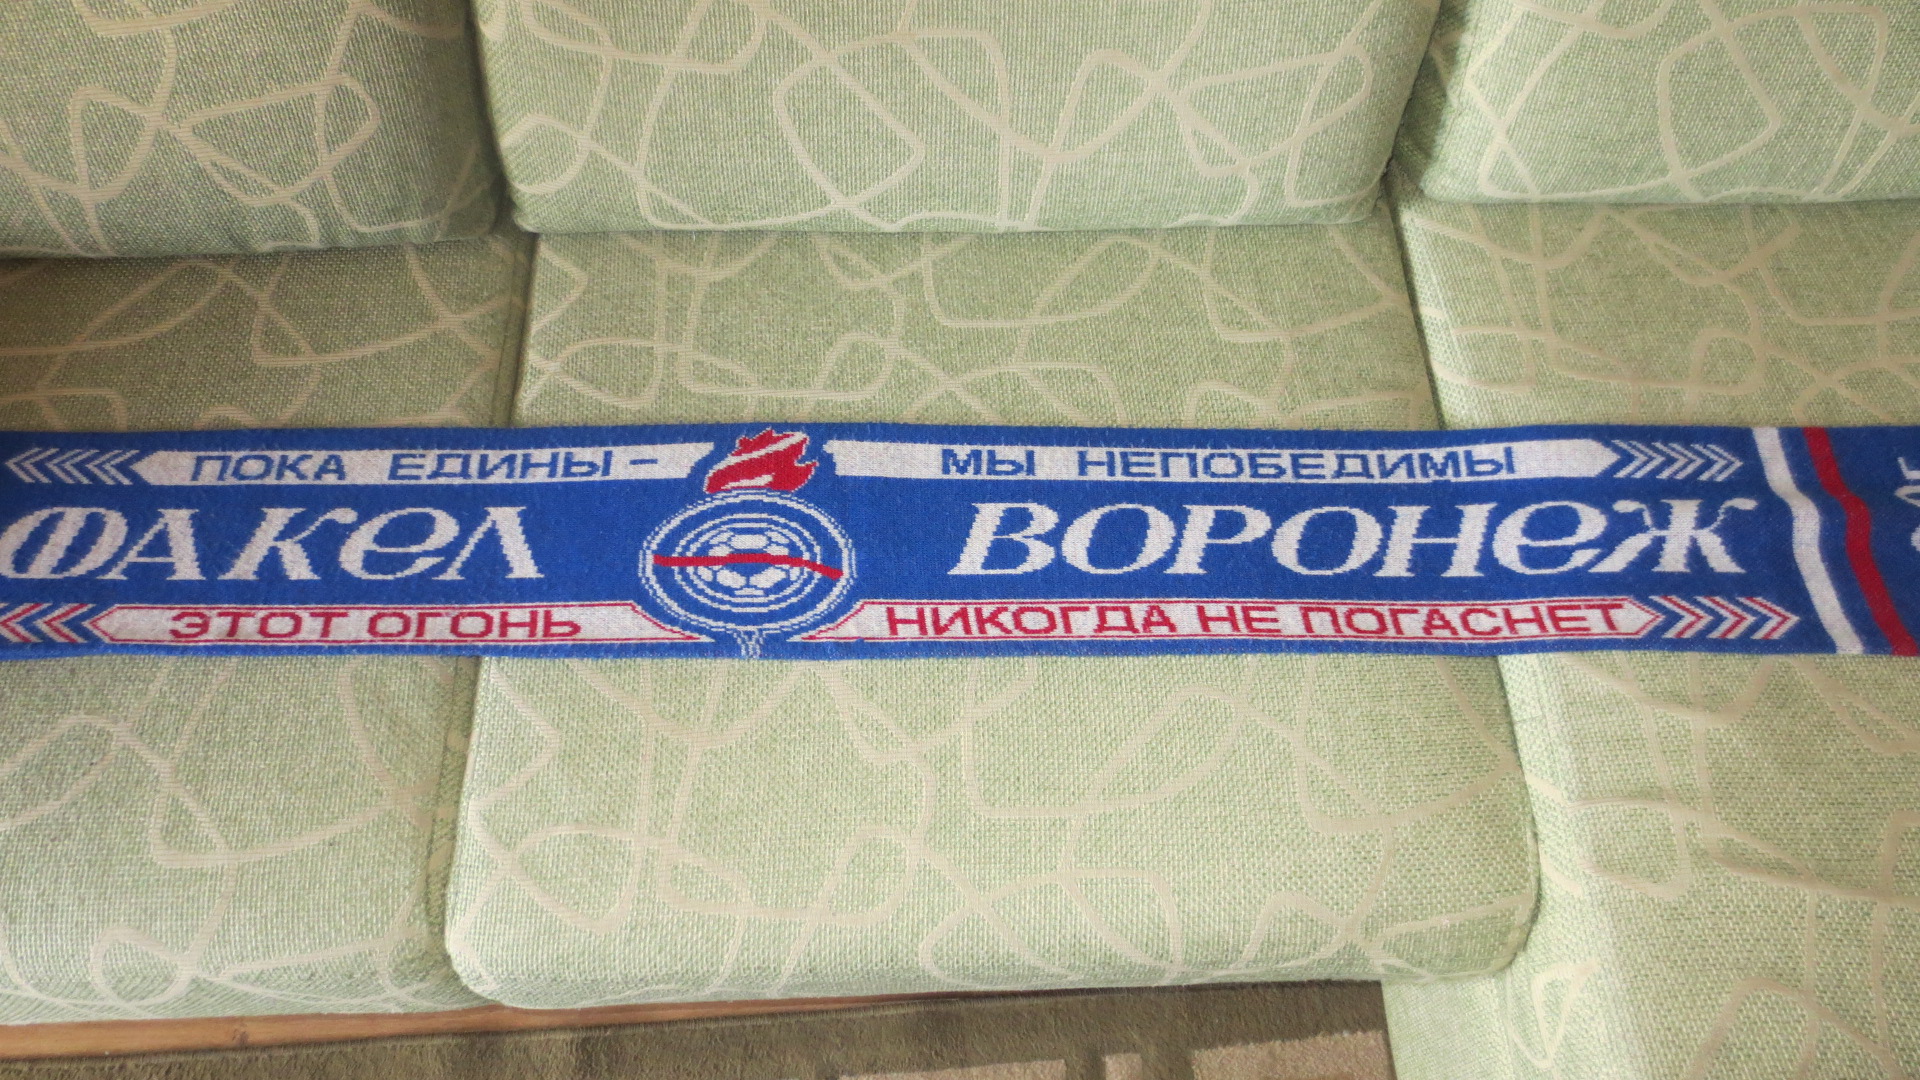 ПОКА ЕДИНЫ – МЫ НЕПОБЕДИМЫ
ФАКЕЛ ВОРОНЕЖ
ЭТОТ ОГОНЬ НИКОГДА НЕ ПОГАСНЕТ